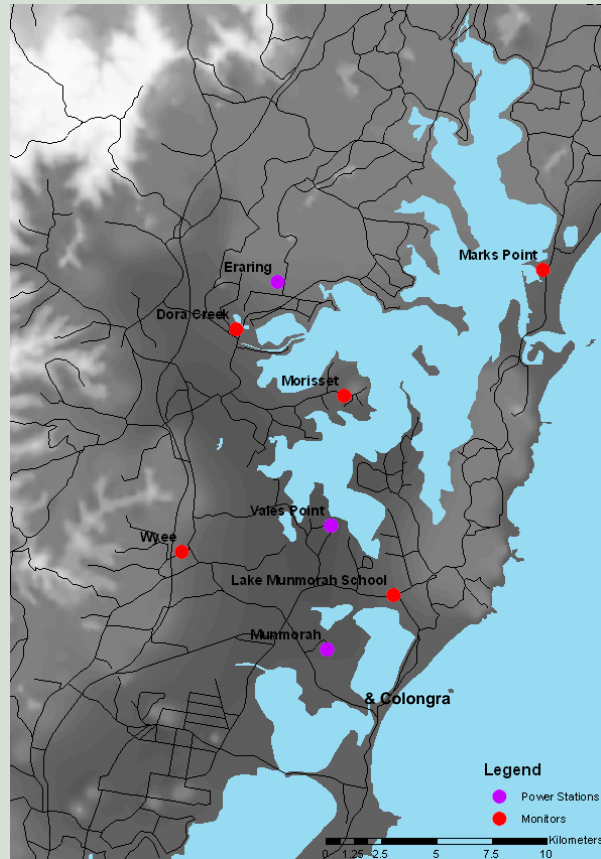 Marks Point
Eraring
Dora Creek
Morisset
Vales Point
Wyee
Lake Munmorah School
Munmorah
& Colongra
Legend
Power Stations
Monitors
Kilometers
0 1.25 2.5 5 7.5 10